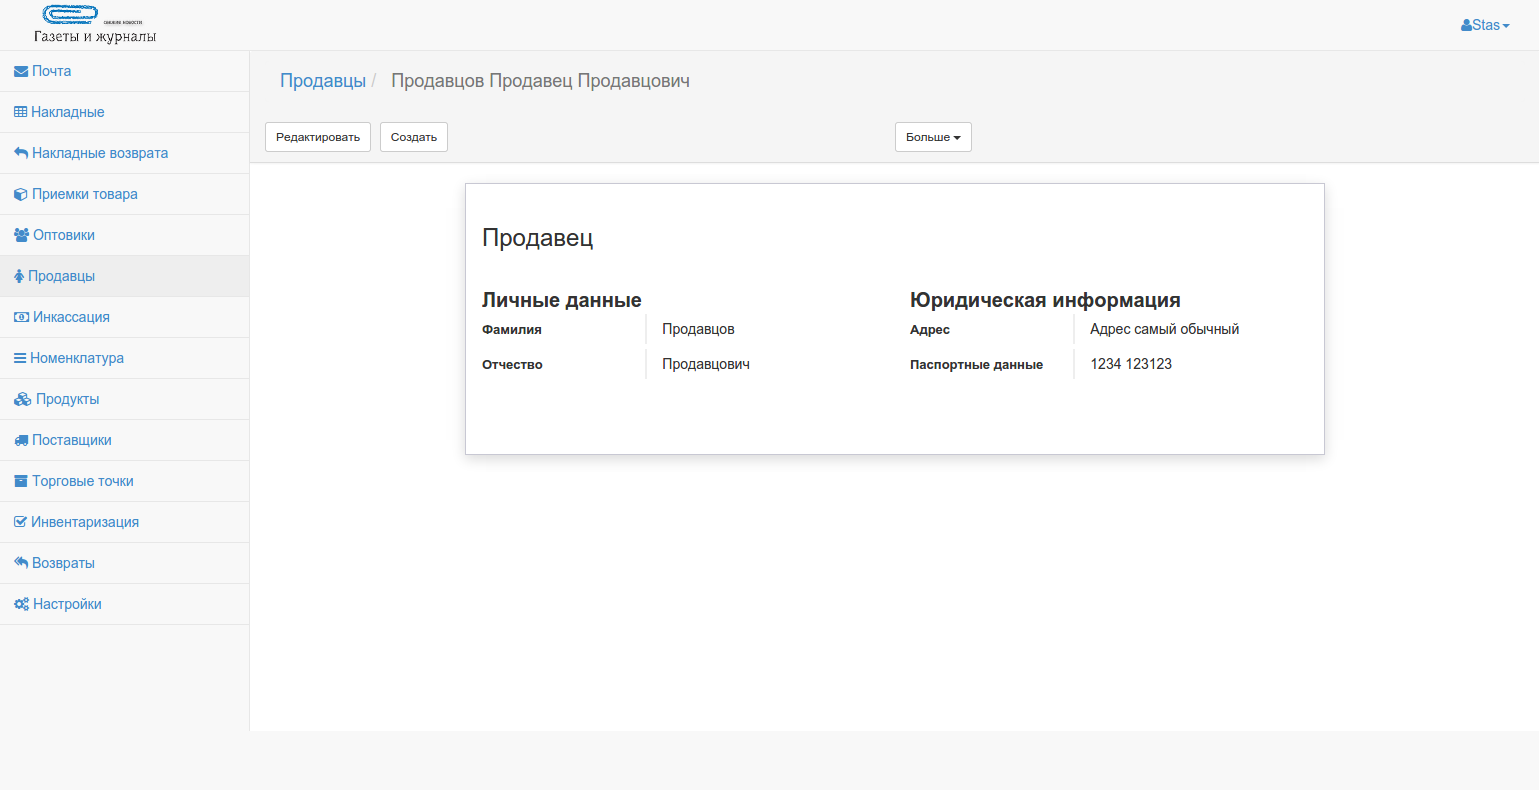 свежие новости
Газеты и журналы
Stas
Почта
Накладные
Накладные возврата
Приемки товара
Оптовики
Продавцы
Инкассация
Номенклатура
Продукты
Поставщики
Торговые точки
Инвентаризация
Возвраты
Настройки
Продавцы / Продавцов Продавец Продавцович
Редактировать Создать Больше
Продавец
Личные данные
Фамилия Продавцов
Отчество Продавцович
Юридическая информация
Адрес Адрес самый обычный
Паспортные данные 1234 123123